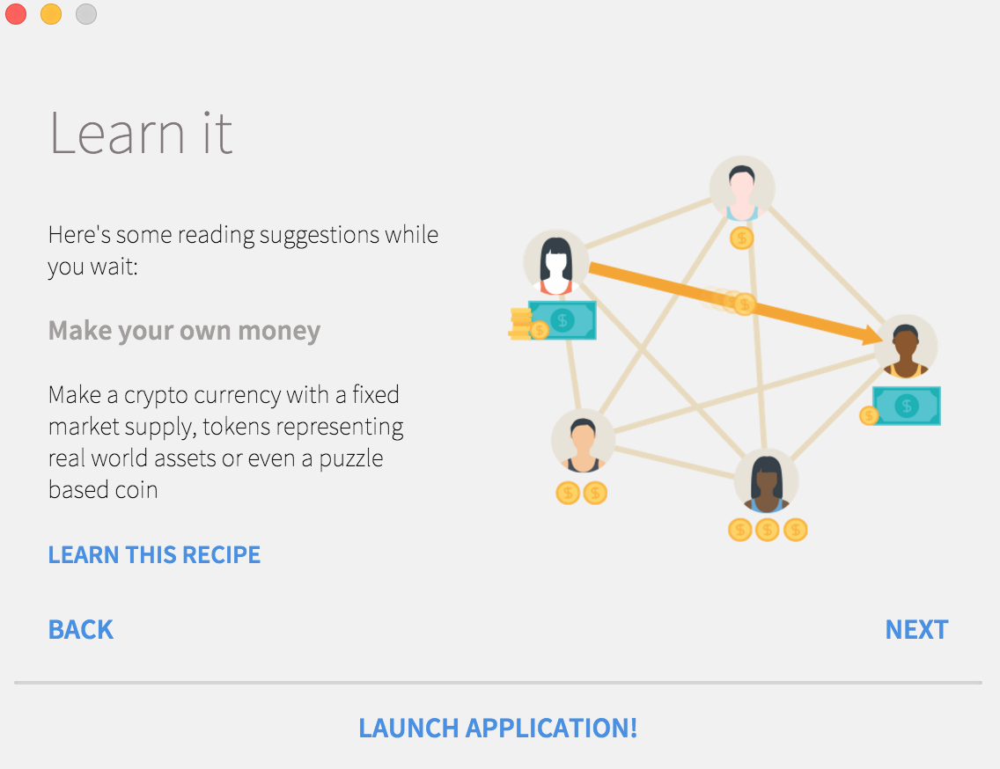 Learn it
Here's some reading suggestions while
you wait:
Make your own money
Make a crypto currency with a fixed
market supply, tokens representing
real world assets or even a puzzle
based coin
LEARN THIS RECIPE
BACK
NEXT
LAUNCH APPLICATION!